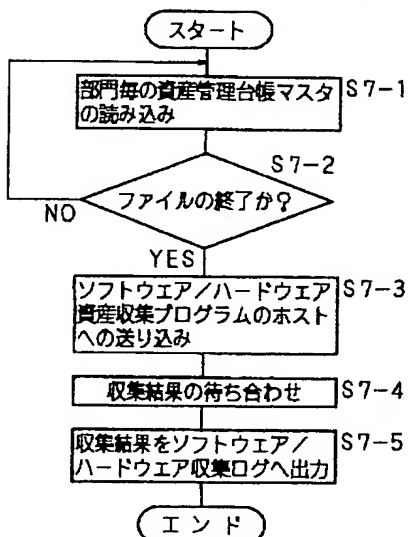 スタート
部門毎の資産管理台帳マスタ
の読み込み
S7-1
S7-2
ファイルの終了か?
NO
YES
ソフトウエア/ハードウエア
資産収集プログラムのホスト
への送り込み
S7-3
収集結果の待ち合わせ
S7-4
収集結果をソフトウェア/
ハードウェア収集ログへ出力
S7-5
エンド